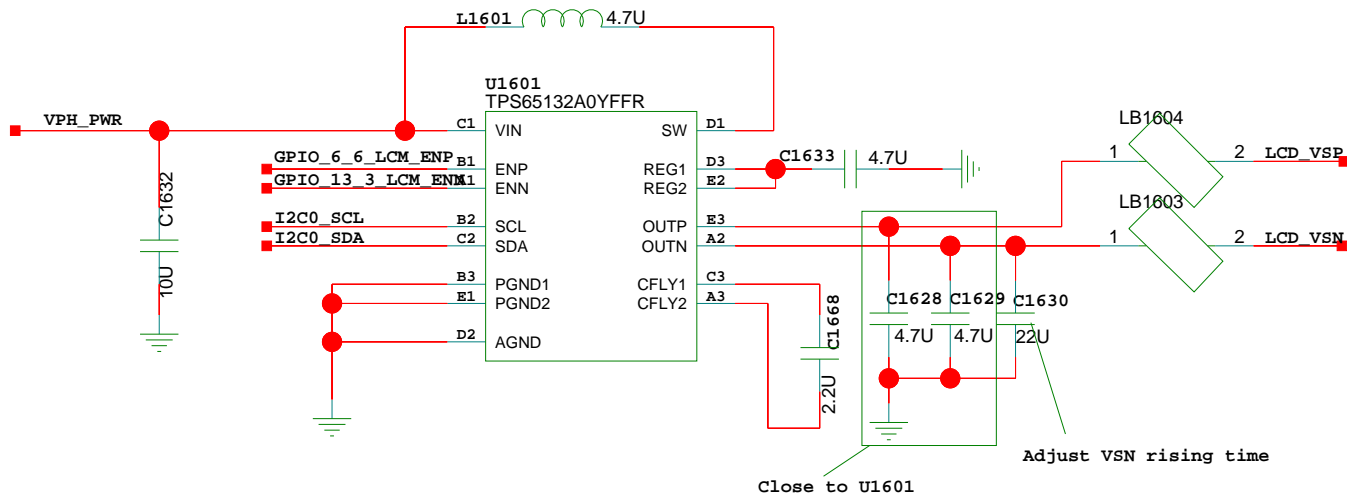 L1601 4.7U
U1601
TPS65132A0YFFR
VPH_PWR
C1 VIN
SW D1
GPIO_6_6_LCM_ENP
B1 ENP
REG1 D3
GPIO_13_3_LCM_ENN
A1 ENN
REG2 E2
C1633 4.7U
LB1604
1 2 LCD_VSP
C1632
10U
I2C0_SCL
B2 SCL
OUTP E3
LB1603
I2C0_SDA
C2 SDA
OUTN A2
1 2 LCD_VSN
B3 PGND1
CFLY1 C3
E1 PGND2
CFLY2 A3
C1628 C1629 C1630
4.7U 4.7U 22U
D2 AGND
C1668
2.2U
Adjust VSN rising time
Close to U1601